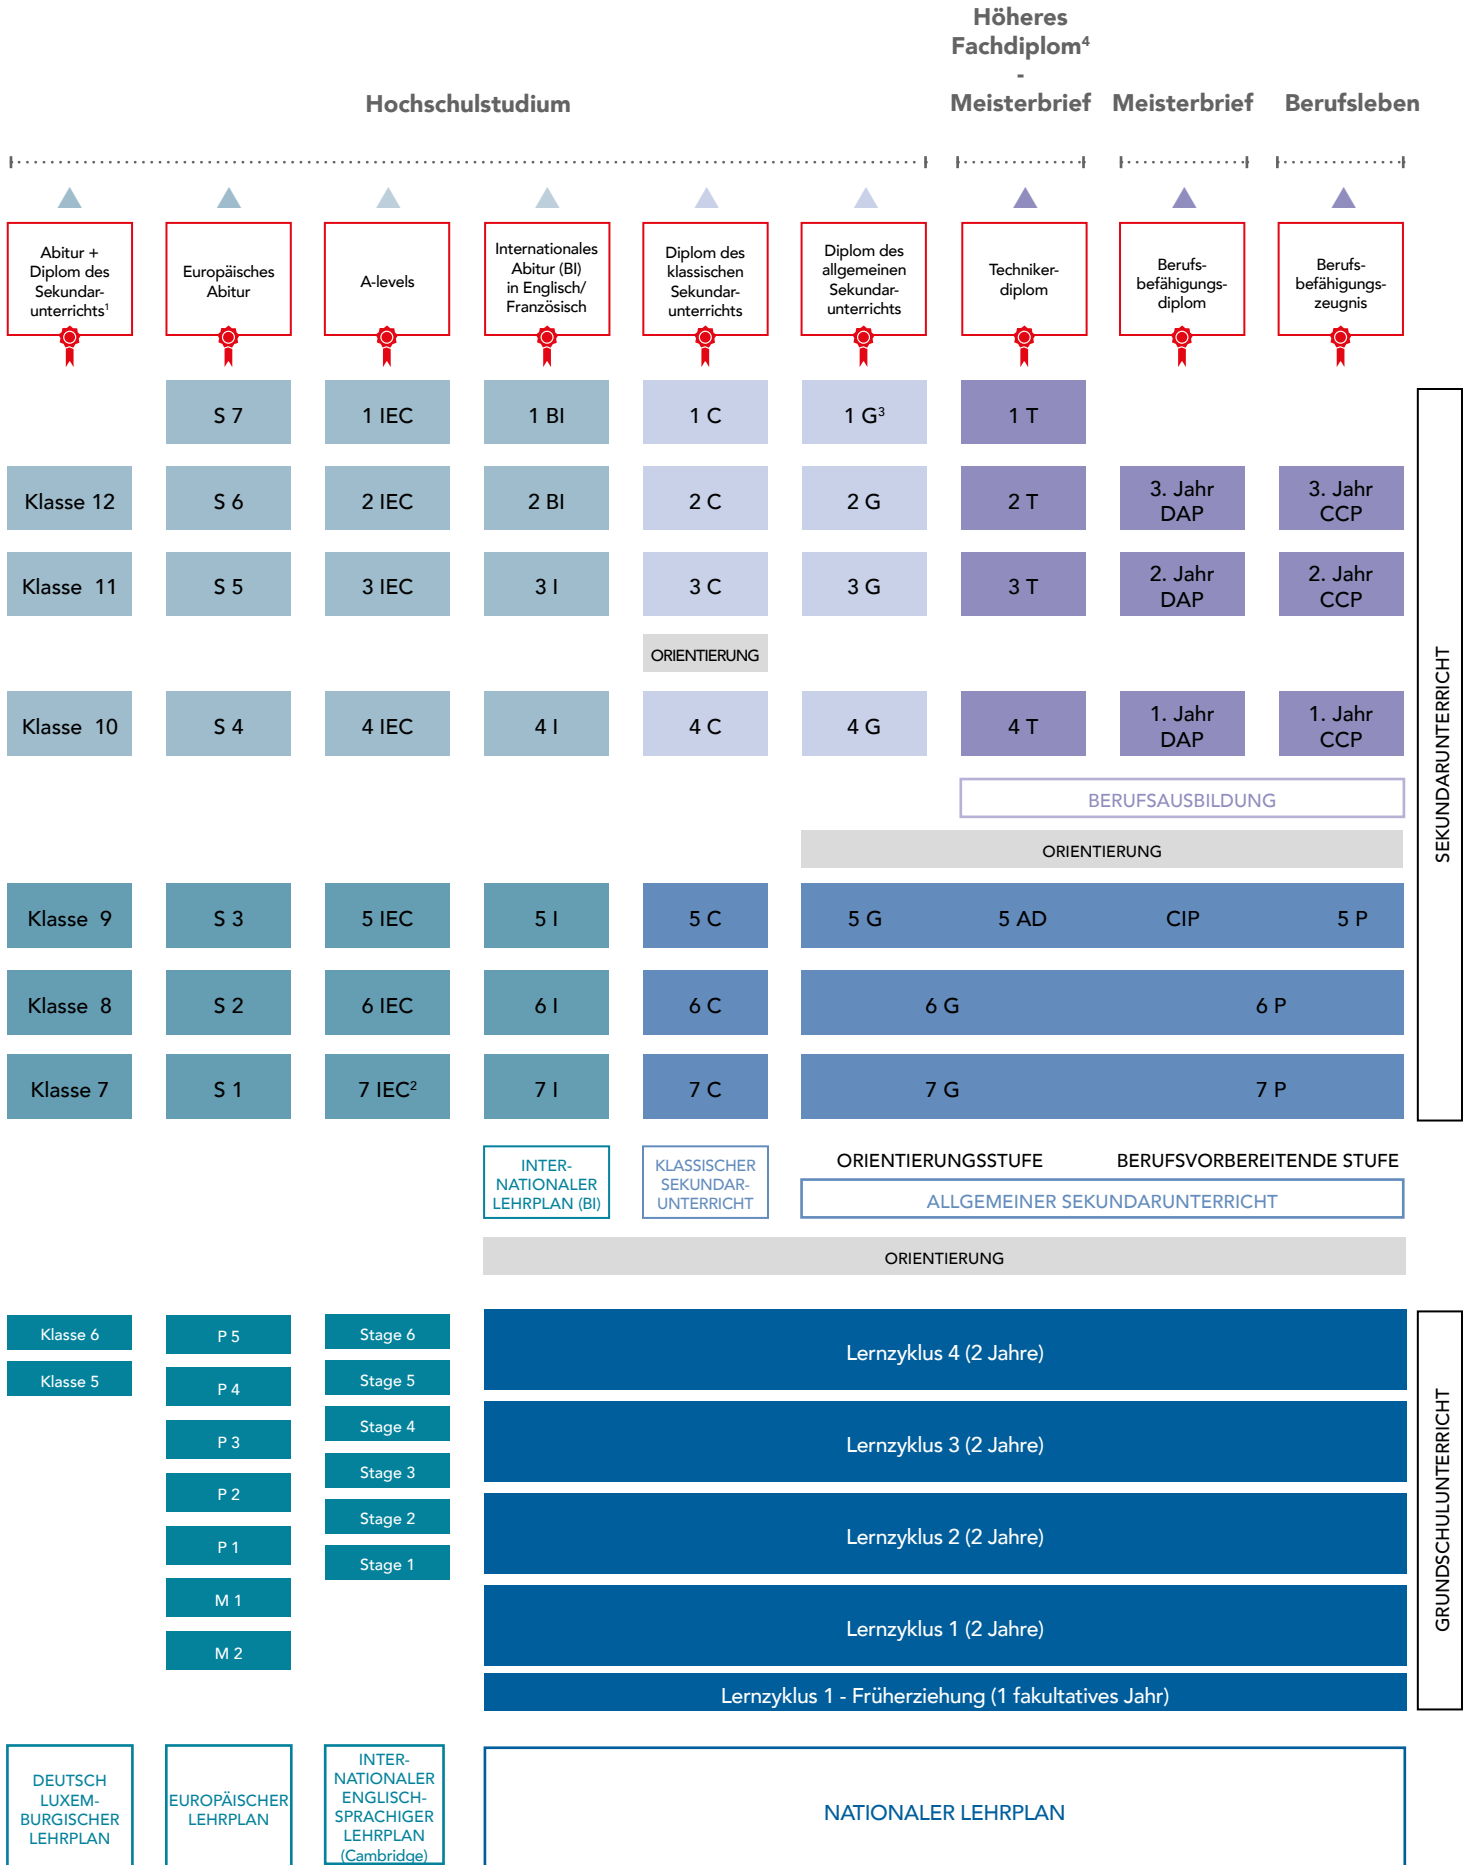 Höheres
Fachdiplom⁴
-
Hochschulstudium
Meisterbrief
Meisterbrief
Berufsleben
Abitur +
Diplom des
Sekundar-
unterrichts¹
Europäisches
Abitur
A-levels
Internationales
Abitur (BI)
in Englisch/
Französisch
Diplom des
klassischen
Sekundar-
unterrichts
Diplom des
allgemeinen
Sekundar-
unterrichts
Techniker-
diplom
Berufs-
befähigungs-
diplom
Berufs-
befähigungs-
zeugnis
S 7
1 IEC
1 BI
1 C
1 G³
1 T
Klasse 12
S 6
2 IEC
2 BI
2 C
2 G
2 T
3. Jahr
DAP
3. Jahr
CCP
Klasse 11
S 5
3 IEC
3 I
3 C
3 G
3 T
2. Jahr
DAP
2. Jahr
CCP
ORIENTIERUNG
Klasse 10
S 4
4 IEC
4 I
4 C
4 G
4 T
1. Jahr
DAP
1. Jahr
CCP
BERUFSAUSBILDUNG
ORIENTIERUNG
Klasse 9
S 3
5 IEC
5 I
5 C
5 G
5 AD
CIP
5 P
Klasse 8
S 2
6 IEC
6 I
6 C
6 G
6 P
Klasse 7
S 1
7 IEC²
7 I
7 C
7 G
7 P
SEKUNDARUNTERRICHT
INTER-
NATIONALER
LEHRPLAN (BI)
KLASSISCHER
SEKUNDAR-
UNTERRICHT
ORIENTIERUNGSSTUFE
BERUFSVORBEREITENDE STUFE
ALLGEMEINER SEKUNDARUNTERRICHT
ORIENTIERUNG
Klasse 6
Klasse 5
P 5
P 4
P 3
P 2
P 1
M 1
M 2
Stage 6
Stage 5
Stage 4
Stage 3
Stage 2
Stage 1
Lernzyklus 4 (2 Jahre)
Lernzyklus 3 (2 Jahre)
Lernzyklus 2 (2 Jahre)
Lernzyklus 1 (2 Jahre)
Lernzyklus 1 - Früherziehung (1 fakultatives Jahr)
GRUNDSCHULUNTERRICHT
DEUTSCH
LUXEM-
BURGISCHER
LEHRPLAN
EUROPÄISCHER
LEHRPLAN
INTER-
NATIONALER
ENGLISCH-
SPRACHIGER
LEHRPLAN
(Cambridge)
NATIONALER LEHRPLAN